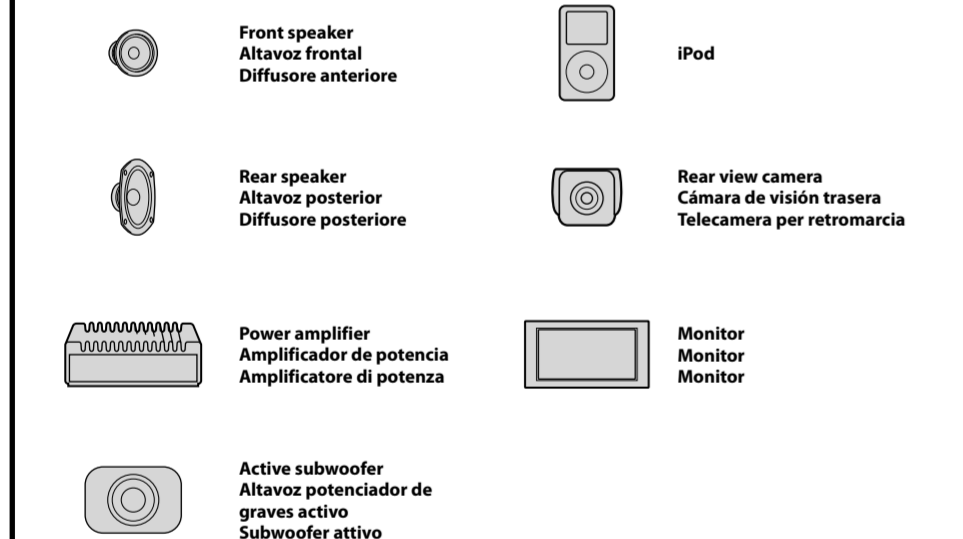 Front speaker
Altavoz frontal
Diffusore anteriore
iPod
Rear speaker
Altavoz posterior
Diffusore posteriore
Rear view camera
Cámara de visión trasera
Telecamera per retromarcia
Power amplifier
Amplificador de potencia
Amplificatore di potenza
Monitor
Monitor
Monitor
Active subwoofer
Altavoz potenciador de
graves activo
Subwoofer attivo